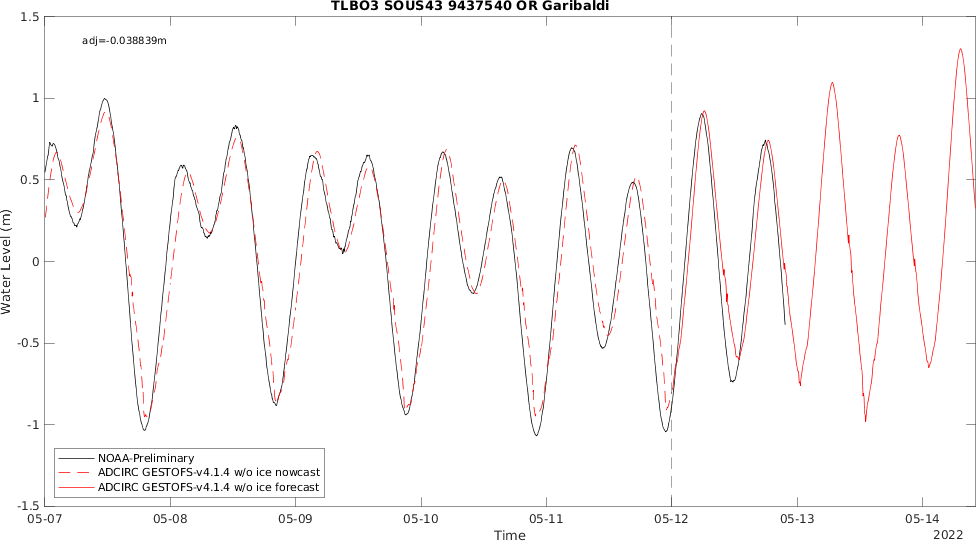 TLBO3 SOUS43 9437540 OR Garibaldi
adj=-0.038839m
1.5
1
0.5
0
-0.5
-1
-1.5
Water Level (m)
NOAA-Preliminary
ADCIRC GESTOFS-v4.1.4 w/o ice nowcast
ADCIRC GESTOFS-v4.1.4 w/o ice forecast
05-07 05-08 05-09 05-10 05-11 05-12 05-13 05-14
Time
2022